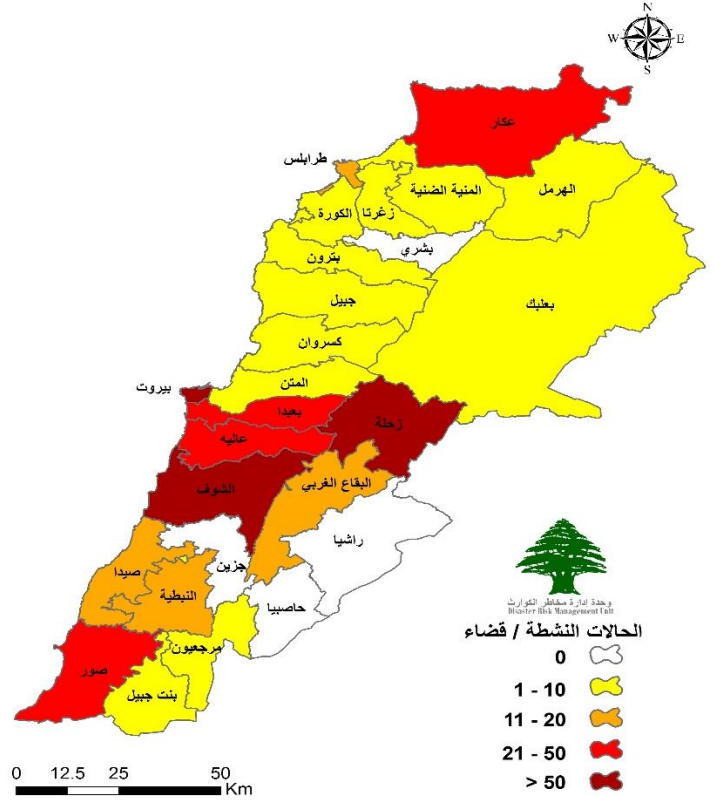 N
W E
S
عكار
طرابلس
المنية الضنية
الهرمل
زغرتا
الكورة
بشري
بترون
بعلبك
جبيل
كسروان
المتن
بيروت
بعبدا
زحلة
عاليه
البقاع الغربي
الشوف
راشيا
جزين
صيدا
النبطية
حاصبيا
مرجعيون
صور
بنت جبيل
وحدة إدارة مخاطر الكوارث
Disaster Risk Management Unit
الحالات النشطة / قضاء
0
1 - 10
11 - 20
21 - 50
> 50
0 12.5 25 50
Km